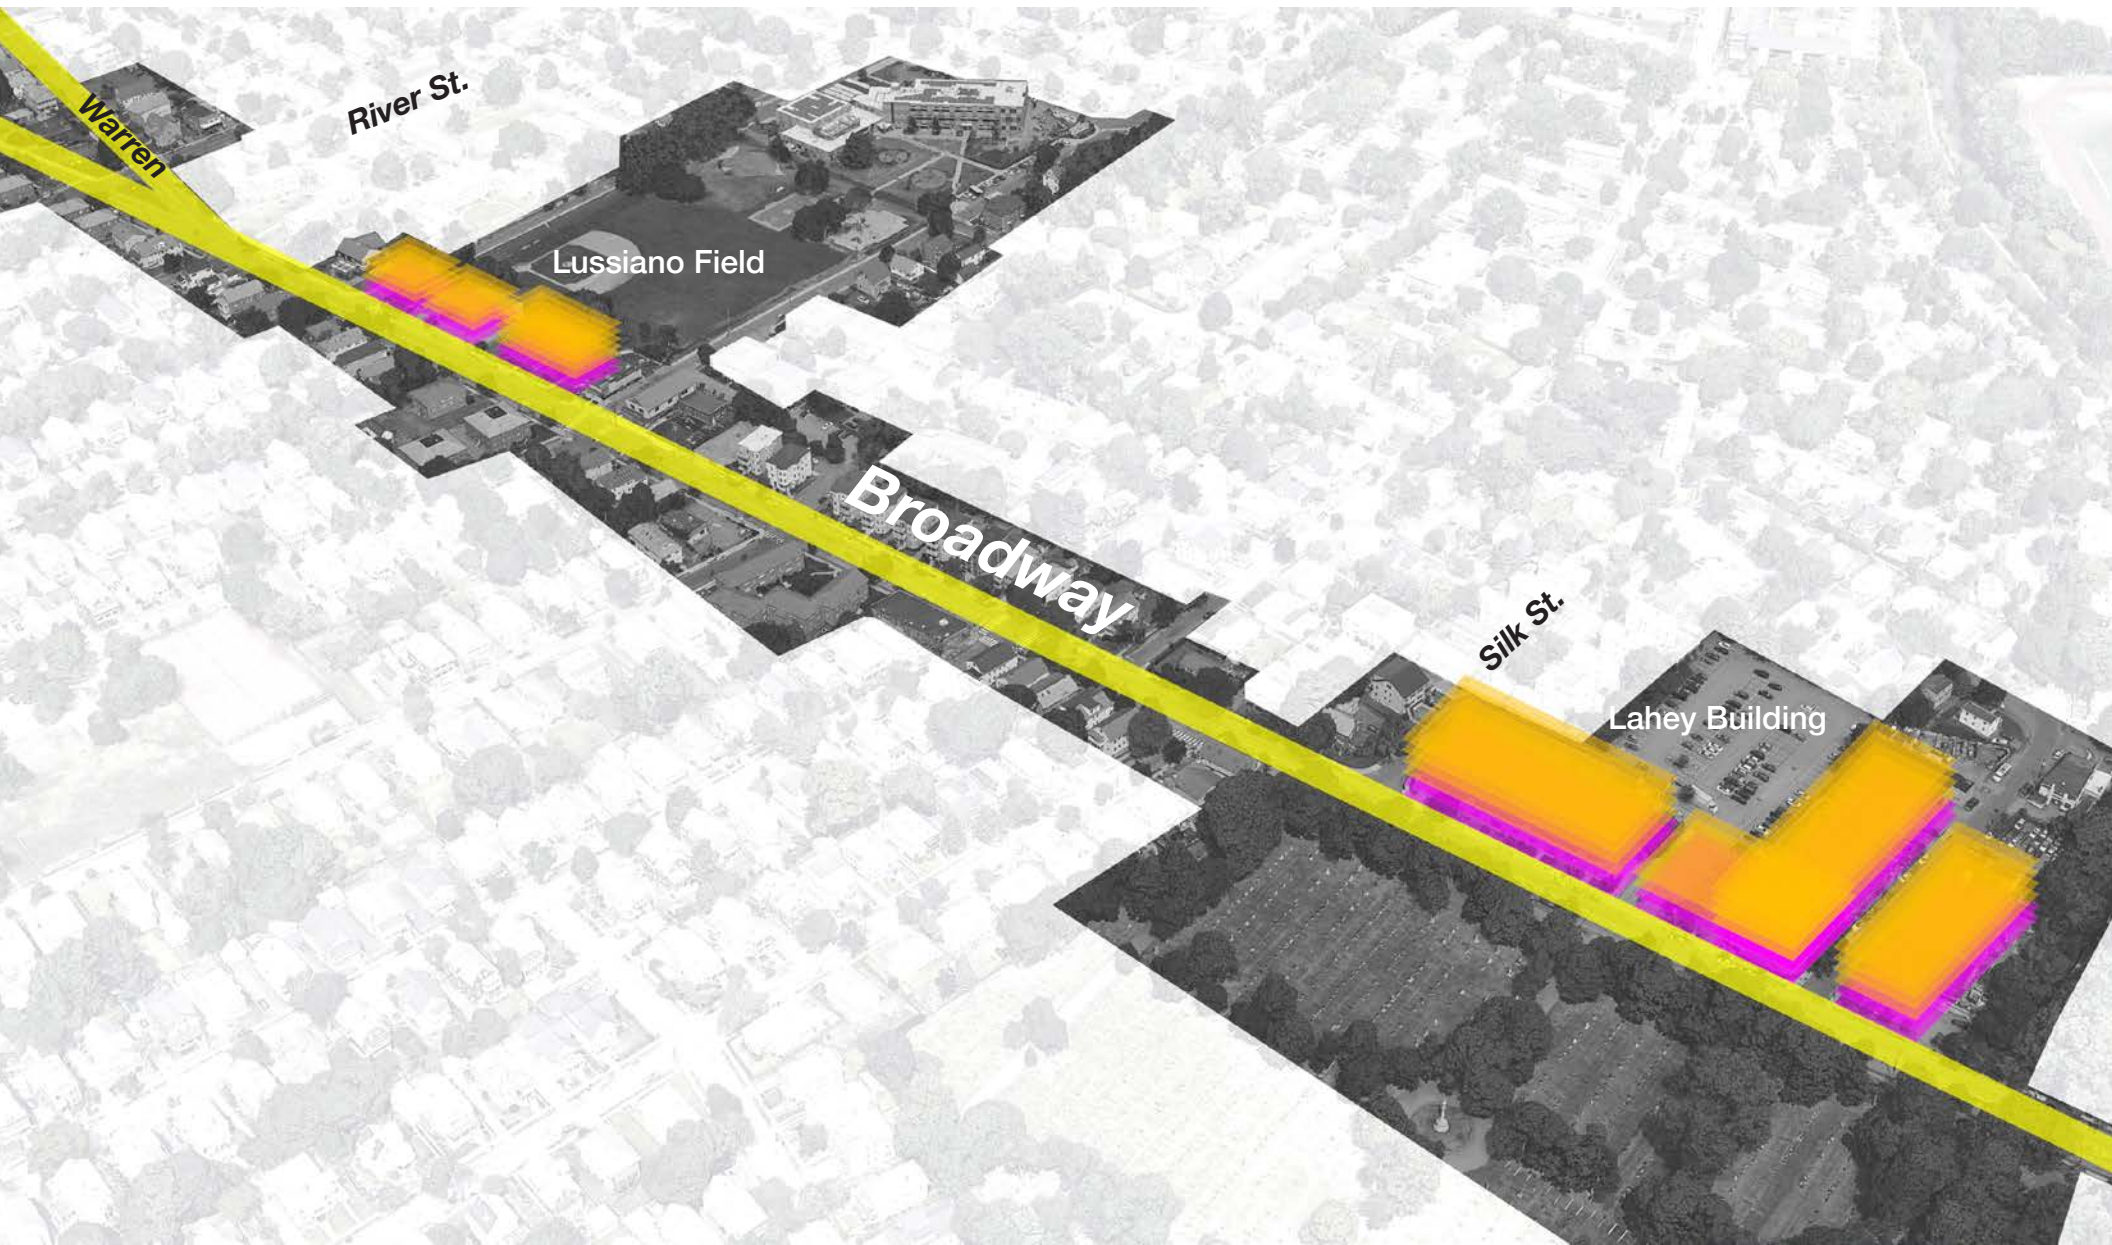 River St.
Warren
Lussiano Field
Broadway
Silk St.
Lahey Building